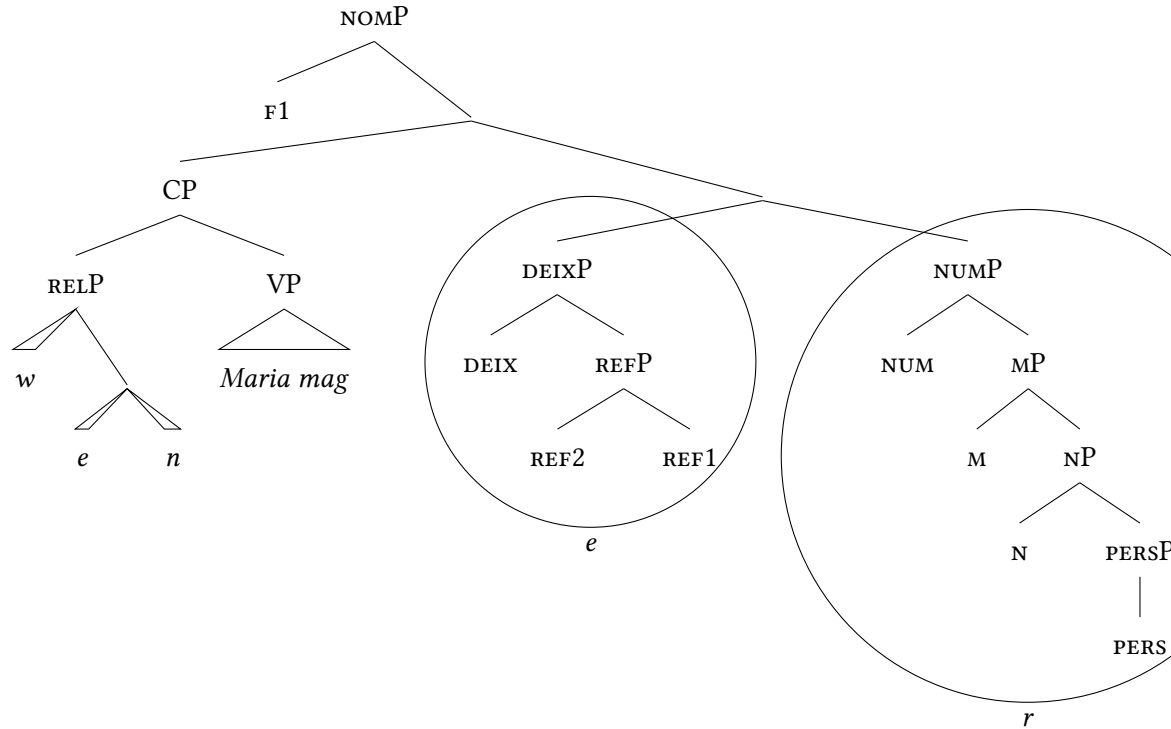 NOMP
F1
CP
RELP VP DEIXP NUMP
w Maria mag DEIX REFP NUM MP
e n REF2 REF1 M NP
e N PERSP
PERS
r